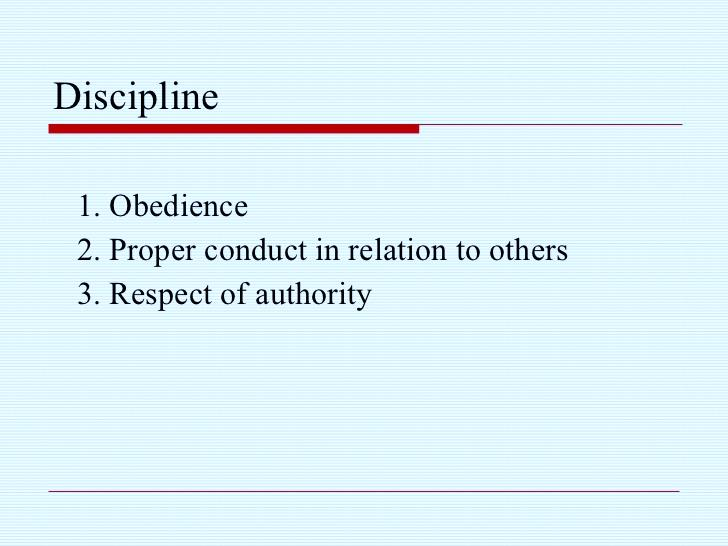 Discipline
1. Obedience
2. Proper conduct in relation to others
3. Respect of authority